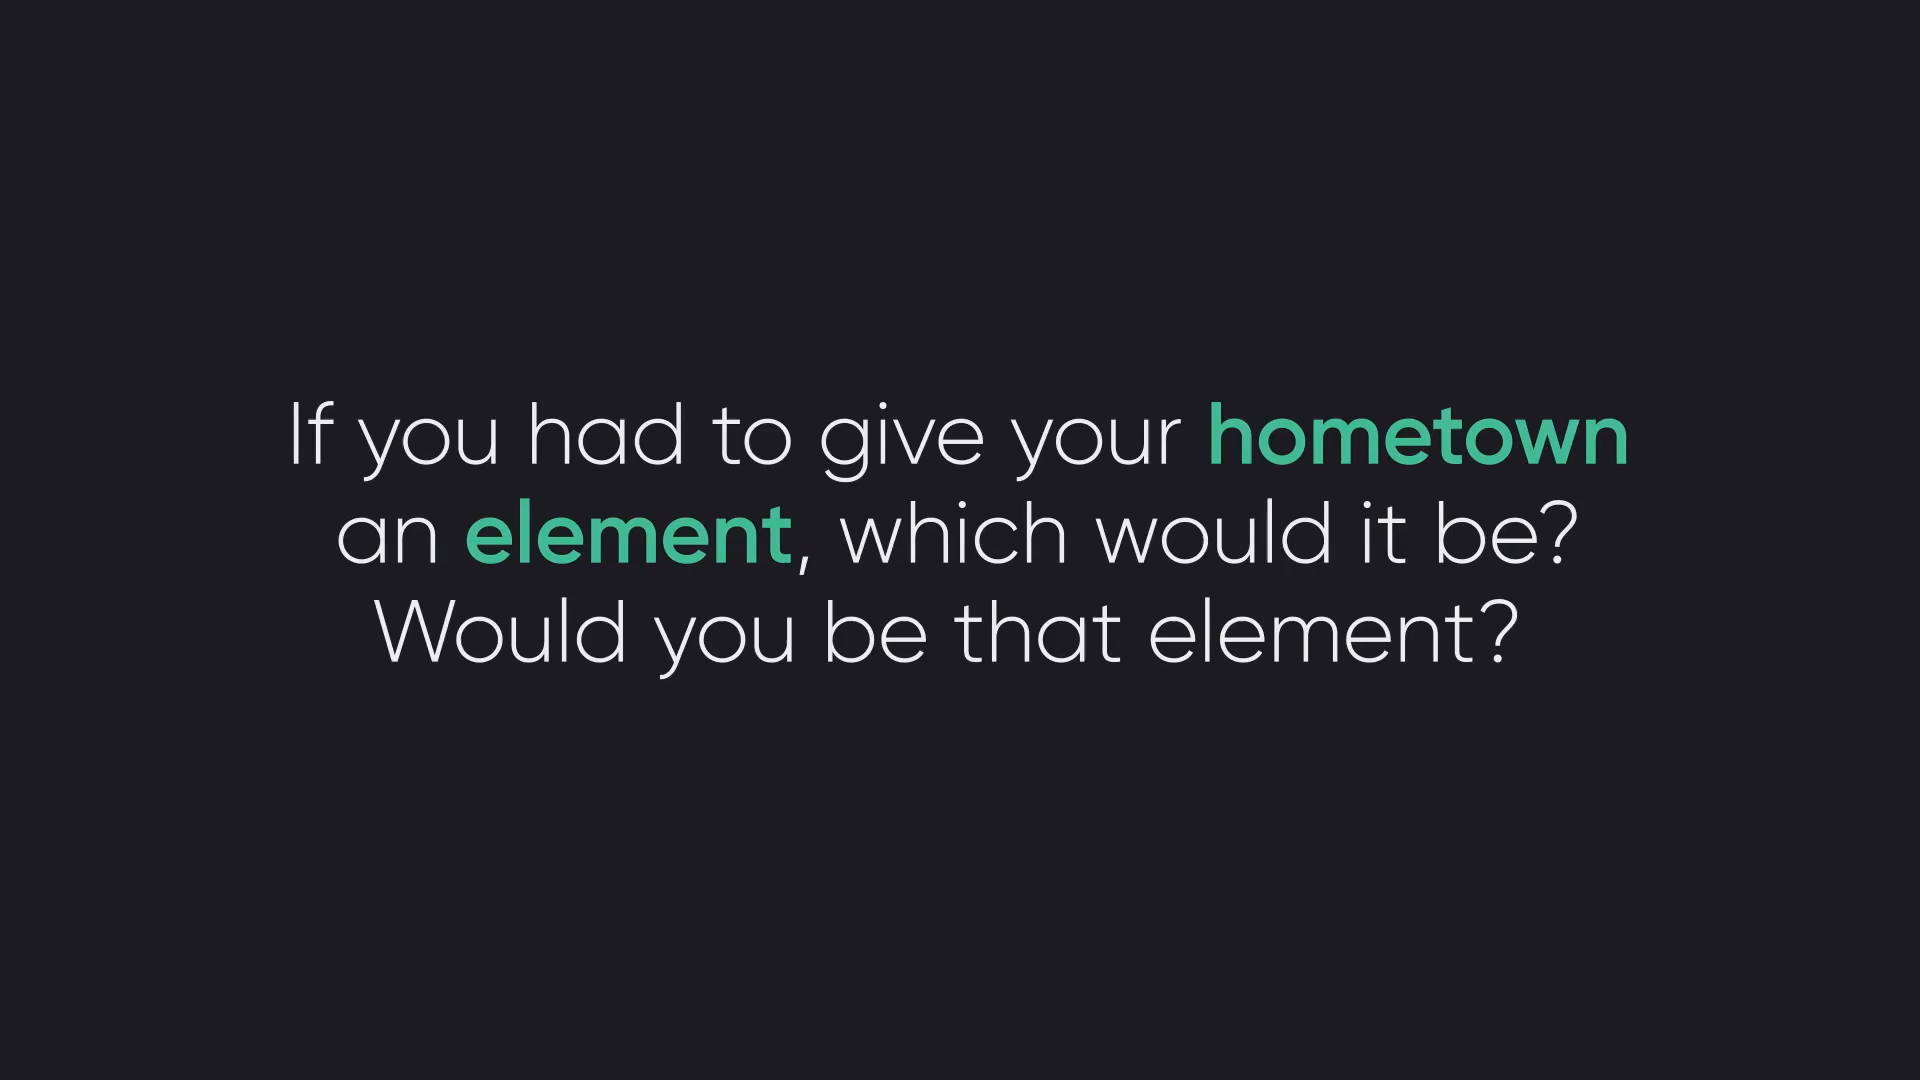 If you had to give your hometown
an element, which would it be?
Would you be that element?